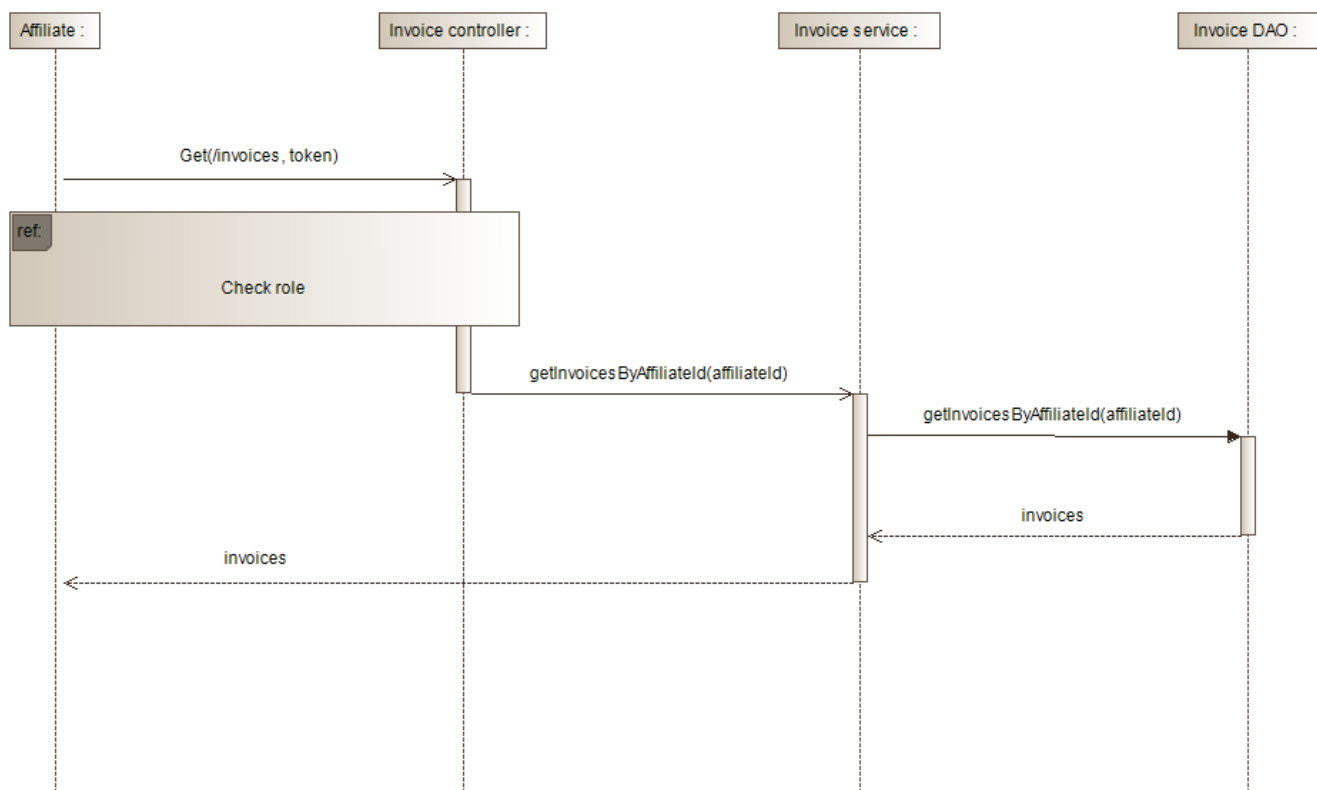 Affiliate :
Invoice controller :
Invoice service :
Invoice DAO :
Get(/invoices, token)
ref:
Check role
getInvoicesByAffiliateId(affiliateId)
getInvoicesByAffiliateId(affiliateId)
invoices
invoices